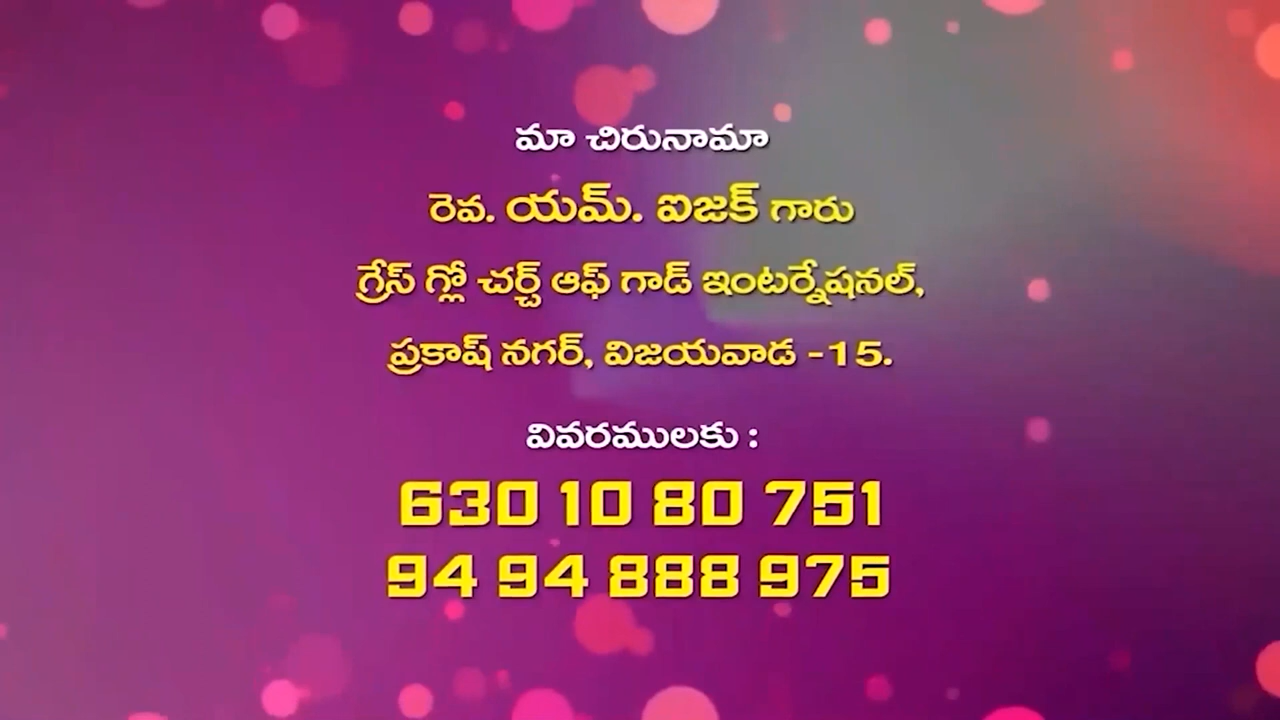 మా చిరునామా
రెవ. యమ్. ఐజక్ గారు
గ్రేస్ గ్లో చర్చ్ ఆఫ్ గాడ్ ఇంటర్నేషనల్,
ప్రకాష్ నగర్, విజయవాడ -15.
వివరములకు :
630 10 80 751
94 94 888 975